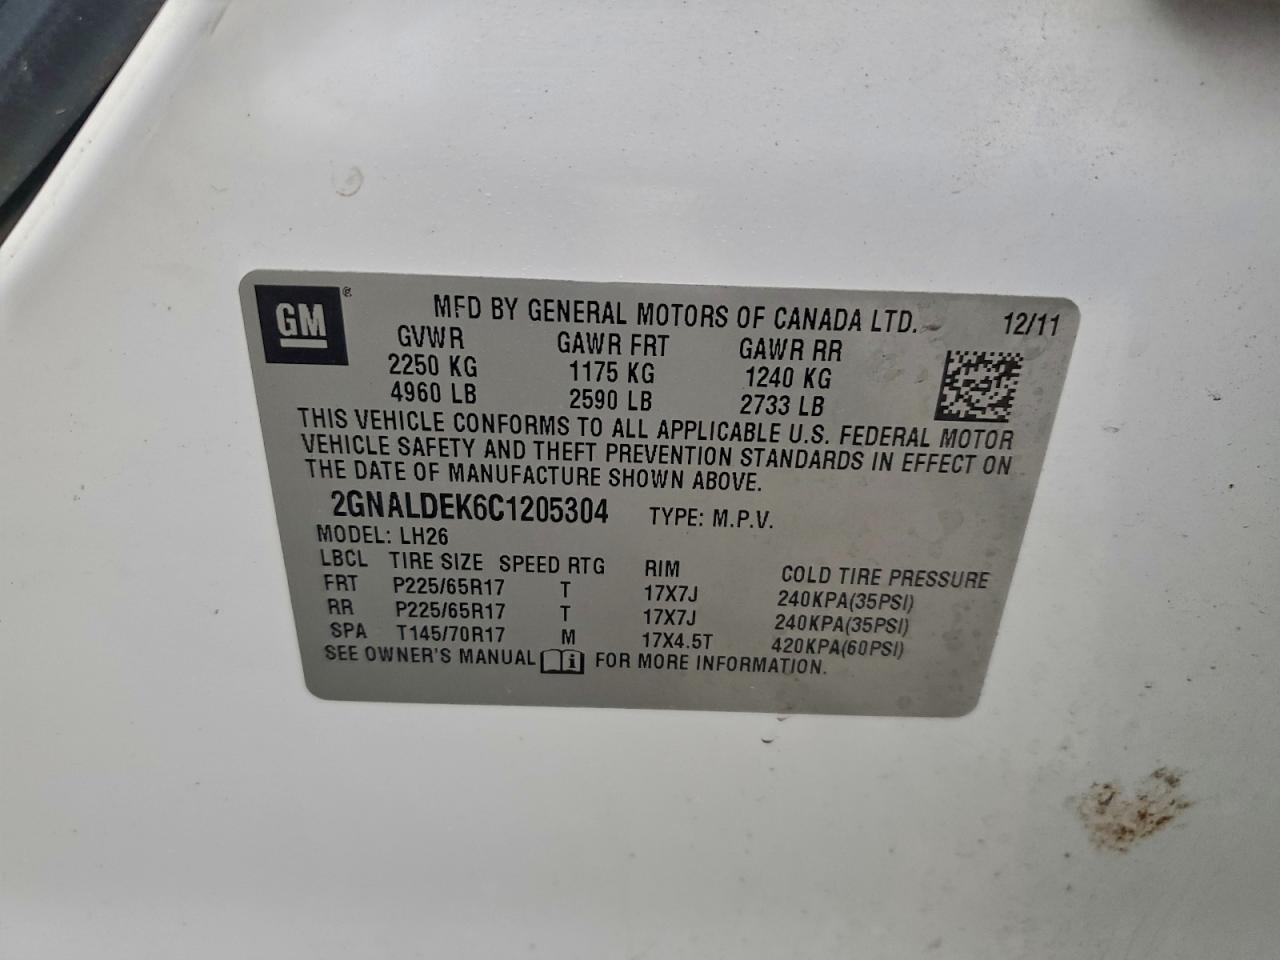 GM®
MFD BY GENERAL MOTORS OF CANADA LTD. 12/11
GVWR GAWR FRT GAWR RR
2250 KG 1175 KG 1240 KG
4960 LB 2590 LB 2733 LB
THIS VEHICLE CONFORMS TO ALL APPLICABLE U.S. FEDERAL MOTOR
VEHICLE SAFETY AND THEFT PREVENTION STANDARDS IN EFFECT ON
THE DATE OF MANUFACTURE SHOWN ABOVE.
2GNALDEK6C1205304 TYPE: M.P.V.
MODEL: LH26
LBCL TIRE SIZE SPEED RTG RIM COLD TIRE PRESSURE
FRT P225/65R17 T 17X7J 240KPA(35PSI)
RR P225/65R17 T 17X7J 240KPA(35PSI)
SPA T145/70R17 M 17X4.5T 420KPA(60PSI)
SEE OWNER'S MANUAL i FOR MORE INFORMATION.